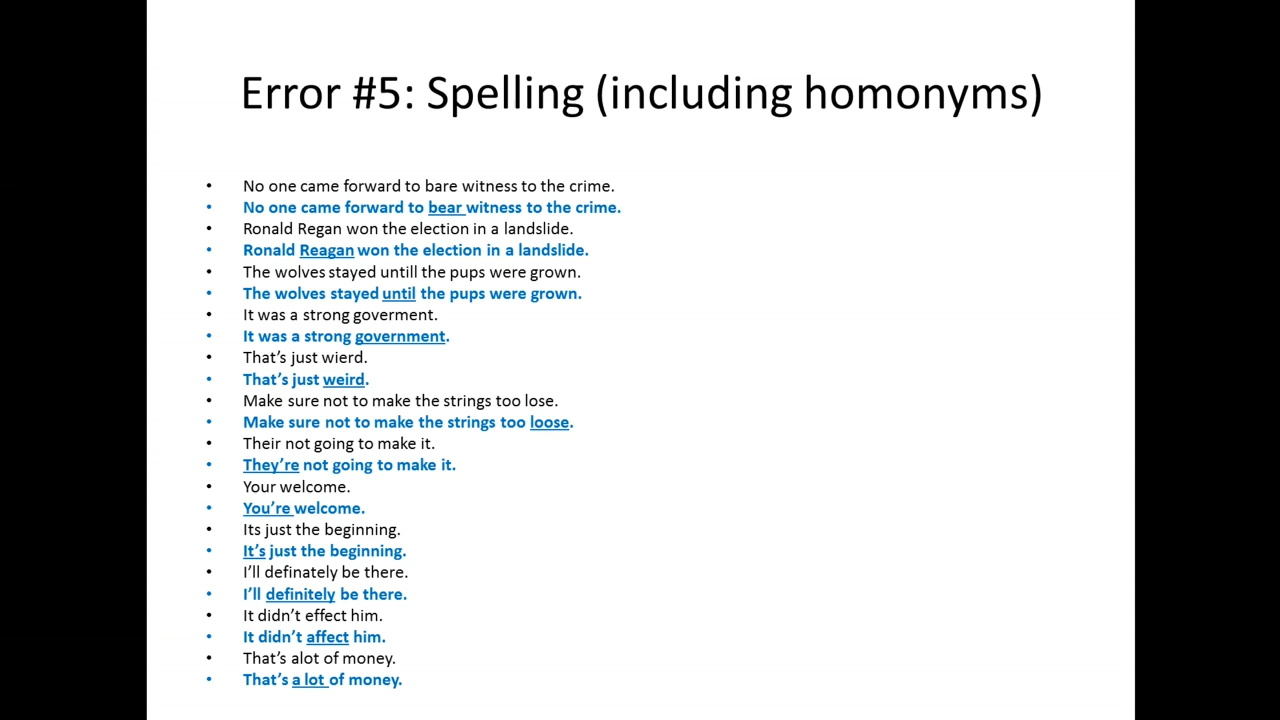 Error #5: Spelling (including homonyms)
• No one came forward to bare witness to the crime.
• No one came forward to bear witness to the crime.
• Ronald Regan won the election in a landslide.
• Ronald Reagan won the election in a landslide.
• The wolves stayed untill the pups were grown.
• The wolves stayed until the pups were grown.
• It was a strong goverment.
• It was a strong government.
• That’s just wierd.
• That’s just weird.
• Make sure not to make the strings too lose.
• Make sure not to make the strings too loose.
• Their not going to make it.
• They’re not going to make it.
• Your welcome.
• You’re welcome.
• Its just the beginning.
• It’s just the beginning.
• I’ll definately be there.
• I’ll definitely be there.
• It didn’t effect him.
• It didn’t affect him.
• That’s alot of money.
• That’s a lot of money.